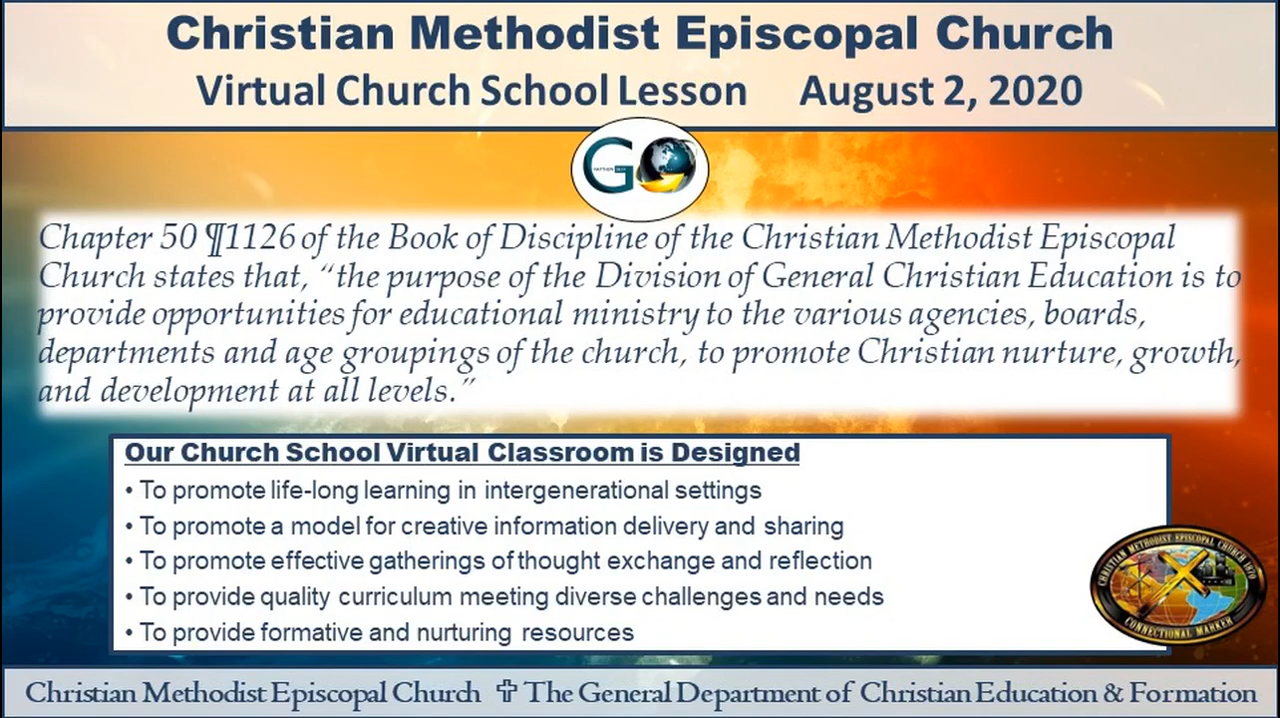 Christian Methodist Episcopal Church
Virtual Church School Lesson August 2, 2020
GO
Chapter 50 ¶1126 of the Book of Discipline of the Christian Methodist Episcopal
Church states that, “the purpose of the Division of General Christian Education is to
provide opportunities for educational ministry to the various agencies, boards,
departments and age groupings of the church, to promote Christian nurture, growth,
and development at all levels.”
Our Church School Virtual Classroom is Designed
• To promote life-long learning in intergenerational settings
• To promote a model for creative information delivery and sharing
• To promote effective gatherings of thought exchange and reflection
• To provide quality curriculum meeting diverse challenges and needs
• To provide formative and nurturing resources
CHRISTIAN METHODIST EPISCOPAL CHURCH 1870
CONNECTIONAL MARKER
Christian Methodist Episcopal Church ✞ The General Department of Christian Education & Formation